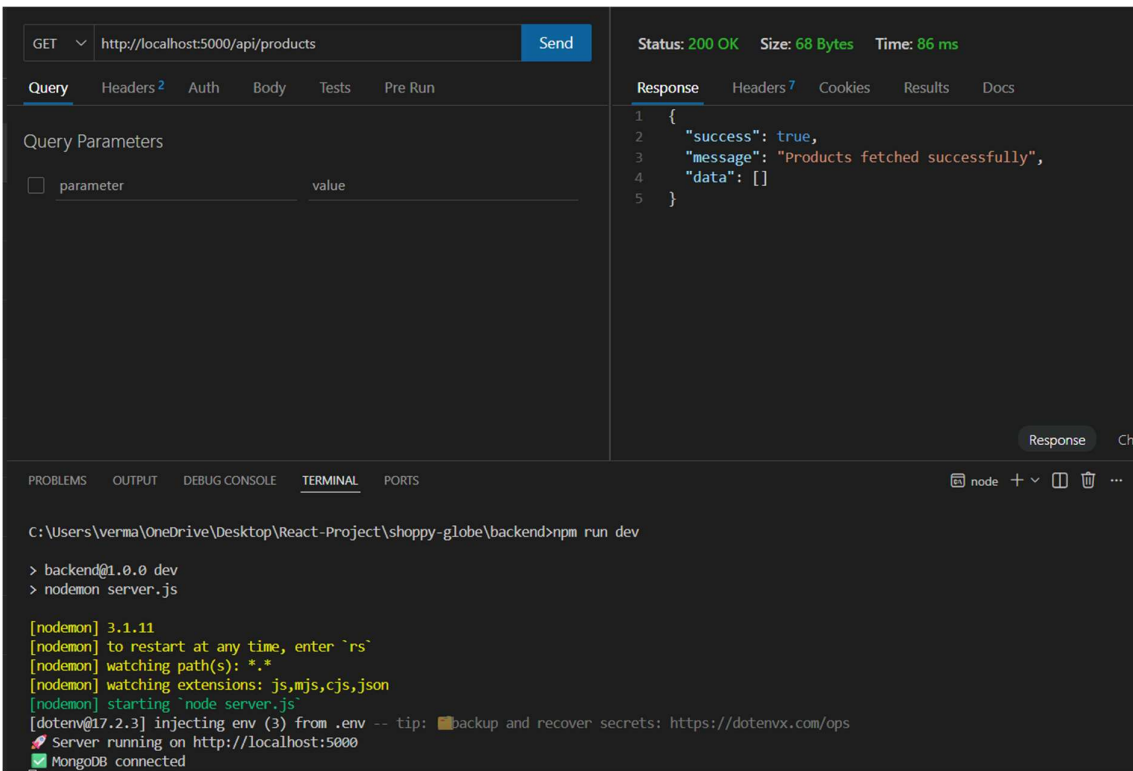 GET http://localhost:5000/api/products Send
Query Headers 2 Auth Body Tests Pre Run
Query Parameters
parameter value
Status: 200 OK Size: 68 Bytes Time: 86 ms
Response Headers 7 Cookies Results Docs
1 {
2 "success": true,
3 "message": "Products fetched successfully",
4 "data": []
5 }
Response Ch
PROBLEMS OUTPUT DEBUG CONSOLE TERMINAL PORTS
node
C:\Users\verma\OneDrive\Desktop\React-Project\shoppy-globe\backend>npm run dev
> backend@1.0.0 dev
> nodemon server.js
[nodemon] 3.1.11
[nodemon] to restart at any time, enter `rs`
[nodemon] watching path(s): *.*
[nodemon] watching extensions: js,mjs,cjs,json
[nodemon] starting `node server.js`
[dotenv@17.2.3] injecting env (3) from .env -- tip: 🗂️backup and recover secrets: https://dotenvx.com/ops
🚀 Server running on http://localhost:5000
✅ MongoDB connected